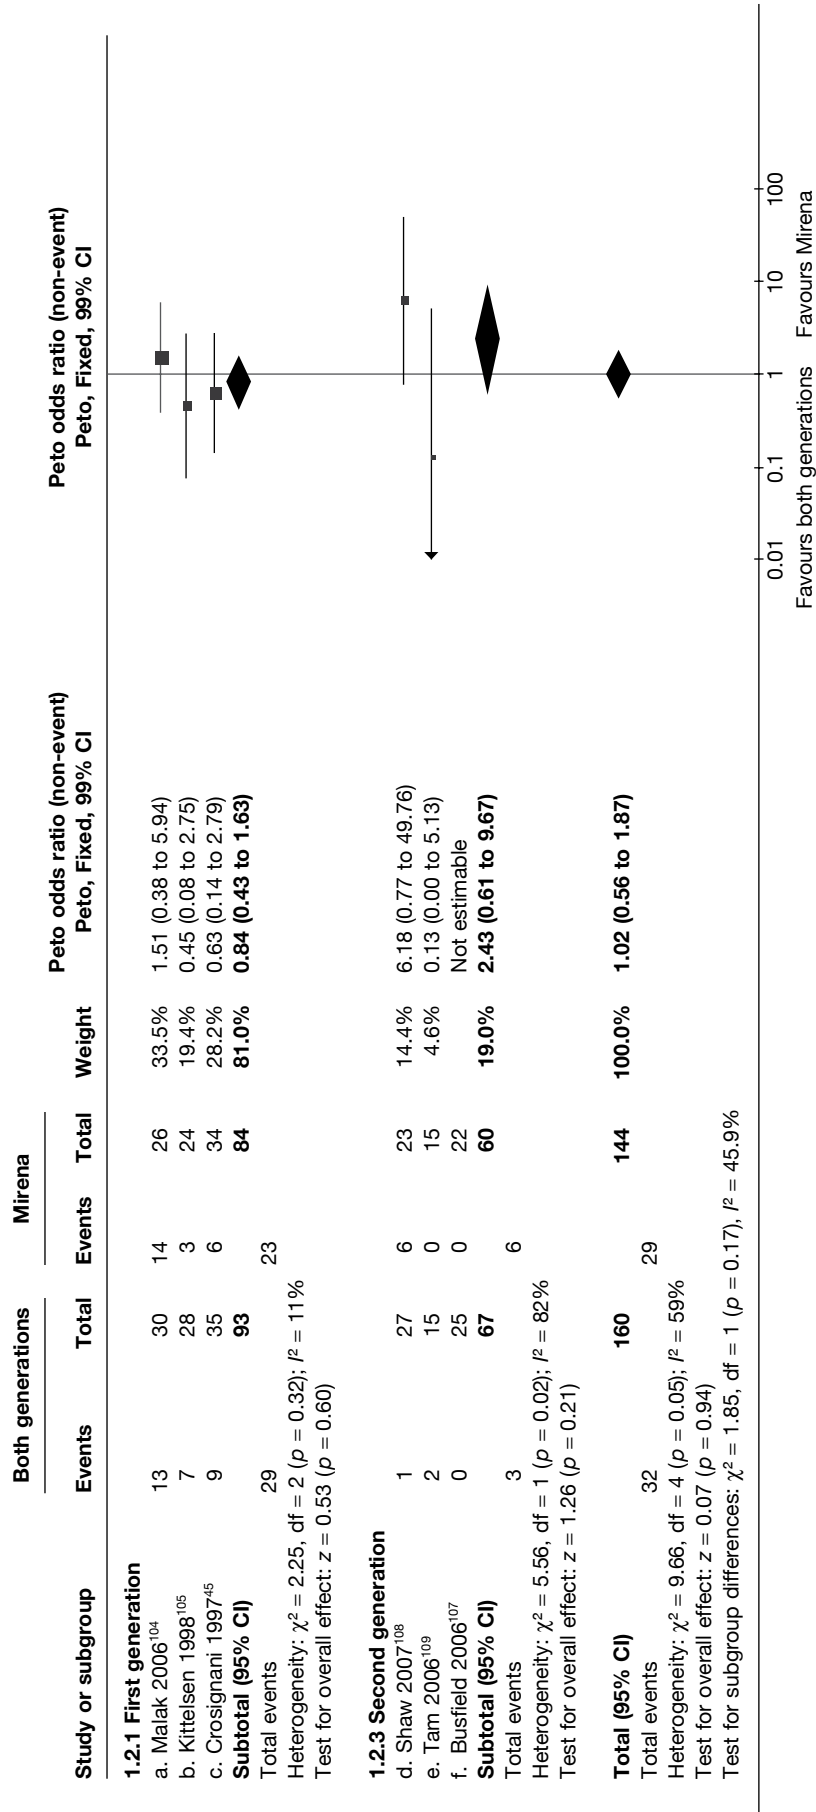 Both generations Mirena Peto odds ratio (non-event) Peto odds ratio (non-event)
Study or subgroup Events Total Events Total Weight Peto, Fixed, 99% CI Peto, Fixed, 99% CI
1.2.1 First generation
a. Malak 2006¹⁰⁴ 13 30 14 26 33.5% 1.51 (0.38 to 5.94)
b. Kittelsen 1998¹⁰⁵ 7 28 3 24 19.4% 0.45 (0.08 to 2.75)
c. Crosignani 1997⁴⁵ 9 35 6 34 28.2% 0.63 (0.14 to 2.79)
Subtotal (95% CI) 93 84 81.0% 0.84 (0.43 to 1.63)
Total events 29 23
Heterogeneity: χ² = 2.25, df = 2 (p = 0.32); I² = 11%
Test for overall effect: z = 0.53 (p = 0.60)
1.2.3 Second generation
d. Shaw 2007¹⁰⁸ 1 27 6 23 14.4% 6.18 (0.77 to 49.76)
e. Tam 2006¹⁰⁹ 2 15 0 15 4.6% 0.13 (0.00 to 5.13)
f. Busfield 2006¹⁰⁷ 0 25 0 22 Not estimable
Subtotal (95% CI) 67 60 19.0% 2.43 (0.61 to 9.67)
Total events 3 6
Heterogeneity: χ² = 5.56, df = 1 (p = 0.02); I² = 82%
Test for overall effect: z = 1.26 (p = 0.21)
Total (95% CI) 160 144 100.0% 1.02 (0.56 to 1.87)
Total events 32 29
Heterogeneity: χ² = 9.66, df = 4 (p = 0.05); I² = 59%
Test for overall effect: z = 0.07 (p = 0.94)
Test for subgroup differences: χ² = 1.85, df = 1 (p = 0.17), I² = 45.9%
0.01 0.1 1 10 100
Favours both generations Favours Mirena